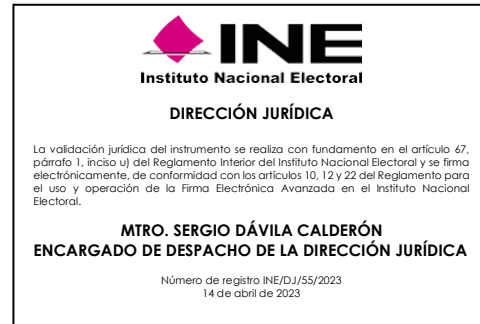 INE
Instituto Nacional Electoral
DIRECCIÓN JURÍDICA
La validación jurídica del instrumento se realiza con fundamento en el artículo 67,
párrafo 1, inciso u) del Reglamento Interior del Instituto Nacional Electoral y se firma
electrónicamente, de conformidad con los artículos 10, 12 y 22 del Reglamento para
el uso y operación de la Firma Electrónica Avanzada en el Instituto Nacional
Electoral.
MTRO. SERGIO DÁVILA CALDERÓN
ENCARGADO DE DESPACHO DE LA DIRECCIÓN JURÍDICA
Número de registro INE/DJ/55/2023
14 de abril de 2023